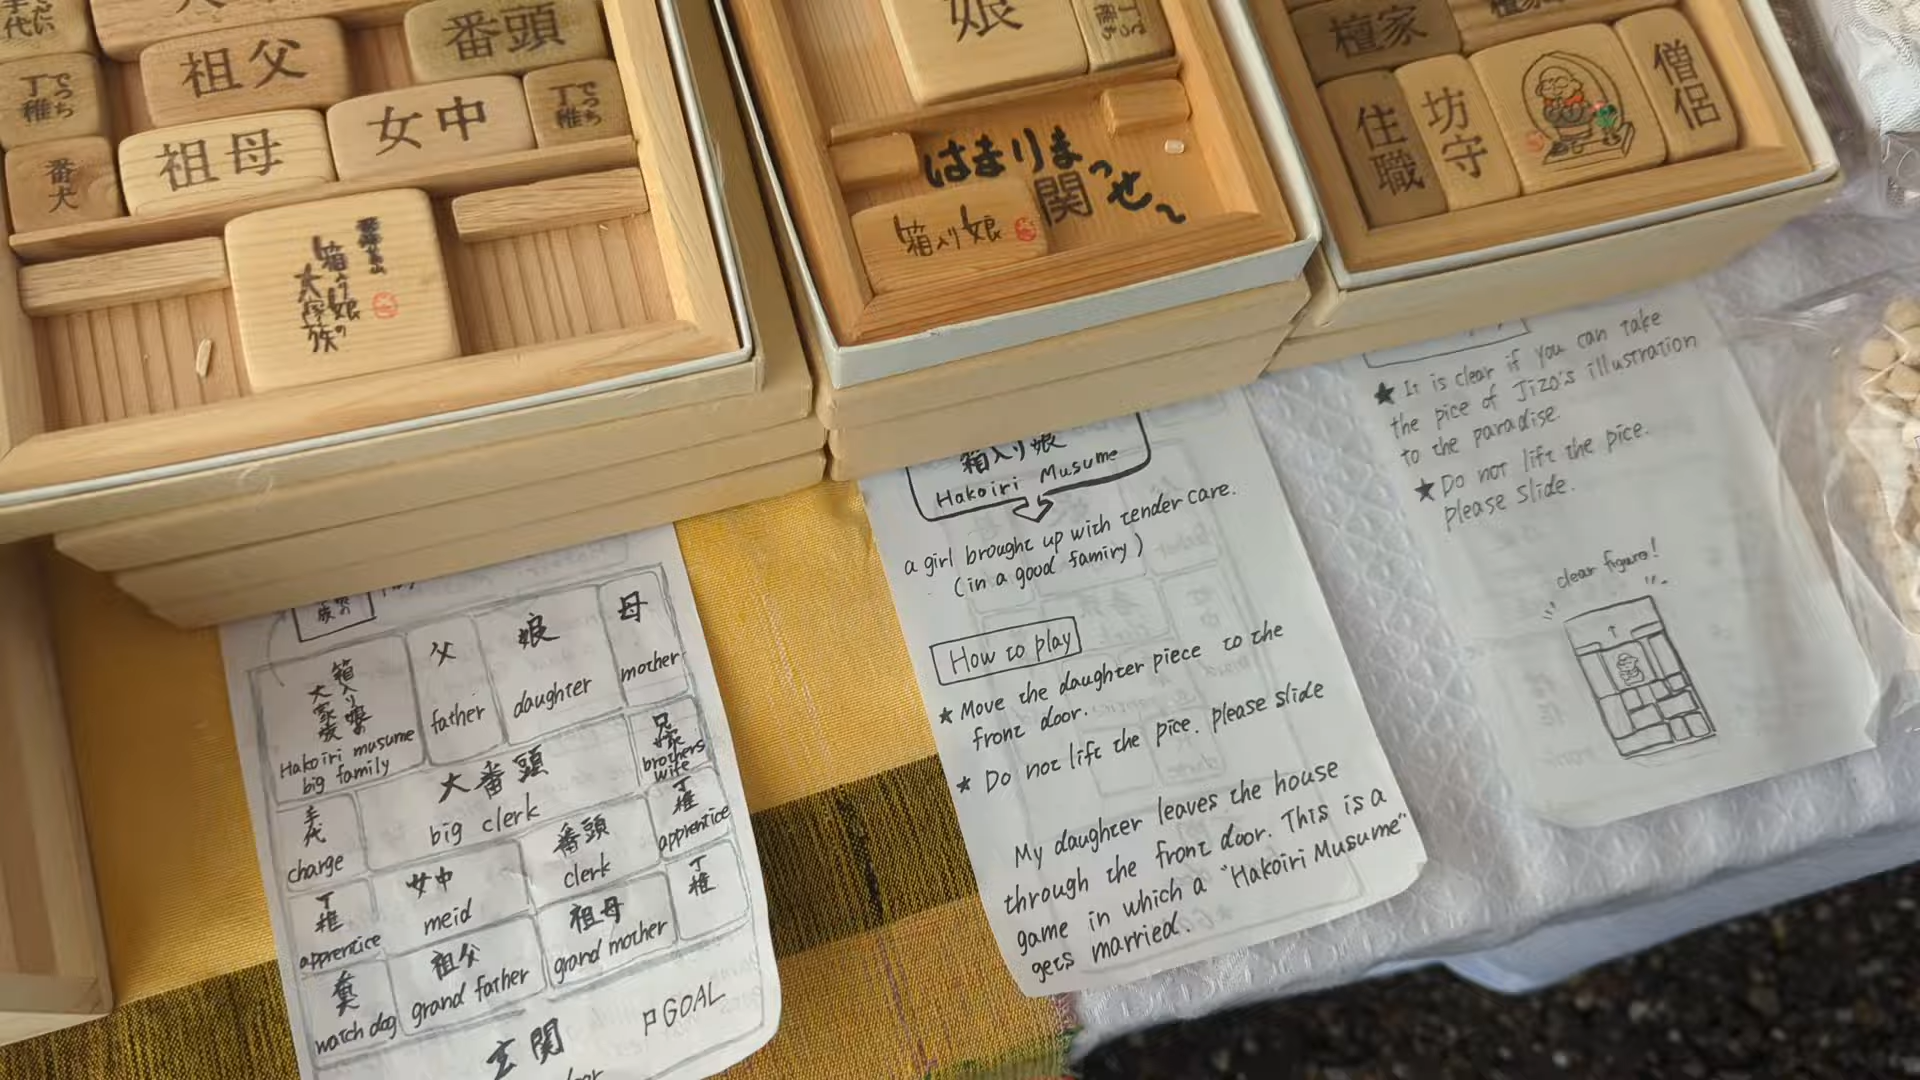 祖父
番頭
でっち
丁稚
祖母
女中
でっち
丁稚
番犬
箱入り娘の
大家族
娘
はまりまっせ〜
関
箱入り娘
檀家
住職
坊守
僧侶
箱入り娘の
大家族
Hakoiri musume
big family
父
father
娘
daughter
母
mother
手代
charge
大番頭
big clerk
兄嫁
brothers
wife
丁稚
apprentice
女中
meid
番頭
clerk
丁稚
apprentice
丁稚
番犬
watch dog
祖父
grand father
祖母
grand mother
玄関
GOAL
箱入り娘
Hakoiri Musume
a girl brought up with tender care.
(in a good famiry)
How to play
★ Move the daughter piece to the
front door.
★ Do not lift the pice. please slide
My daughter leaves the house
through the front door. This is a
game in which a "Hakoiri Musume"
gets married.
★ It is clear if you can take
the pice of Jizo's illustration
to the paradise.
★ Do not lift the pice.
please slide.
clear figure!